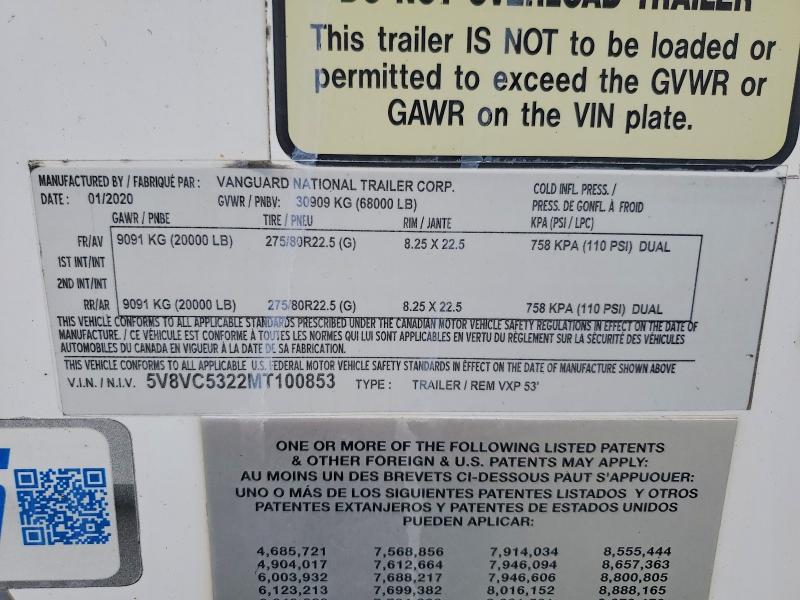 DO NOT OVERLOAD TRAILER
This trailer IS NOT to be loaded or
permitted to exceed the GVWR or
GAWR on the VIN plate.
MANUFACTURED BY / FABRIQUÉ PAR : VANGUARD NATIONAL TRAILER CORP.
DATE : 01/2020 GVWR / PNBV: 30909 KG (68000 LB)
COLD INFL. PRESS. /
PRESS. DE GONFL. À FROID
GAWR / PNBE TIRE / PNEU RIM / JANTE KPA (PSI / LPC)
FR/AV 9091 KG (20000 LB) 275/80R22.5 (G) 8.25 X 22.5 758 KPA (110 PSI) DUAL
1ST INT/INT
2ND INT/INT
RR/AR 9091 KG (20000 LB) 275/80R22.5 (G) 8.25 X 22.5 758 KPA (110 PSI) DUAL
THIS VEHICLE CONFORMS TO ALL APPLICABLE STANDARDS PRESCRIBED UNDER THE CANADIAN MOTOR VEHICLE SAFETY REGULATIONS IN EFFECT ON THE DATE OF
MANUFACTURE. / CE VÉHICULE EST CONFORME À TOUTES LES NORMES QUI LUI SONT APPLICABLES EN VERTU DU RÈGLEMENT SUR LA SÉCURITÉ DES VÉHICULES
AUTOMOBILES DU CANADA EN VIGUEUR À LA DATE DE SA FABRICATION.
THIS VEHICLE CONFORMS TO ALL APPLICABLE U.S. FEDERAL MOTOR VEHICLE SAFETY STANDARDS IN EFFECT ON THE DATE OF MANUFACTURE SHOWN ABOVE
V.I.N. / N.I.V. 5V8VC5322MT100853 TYPE : TRAILER / REM VXP 53'
ONE OR MORE OF THE FOLLOWING LISTED PATENTS
& OTHER FOREIGN & U.S. PATENTS MAY APPLY:
AU MOINS UN DES BREVETS CI-DESSOUS PAUT S'APPUOUER:
UNO O MÁS DE LOS SIGUIENTES PATENTES LISTADOS Y OTROS
PATENTES EXTANJEROS Y PATENTES DE ESTADOS UNIDOS
PUEDEN APLICAR:
4,685,721 7,568,856 7,914,034 8,555,444
4,904,017 7,612,664 7,946,094 8,657,363
6,003,932 7,688,217 7,946,606 8,800,805
6,123,213 7,699,382 8,016,152 8,888,165